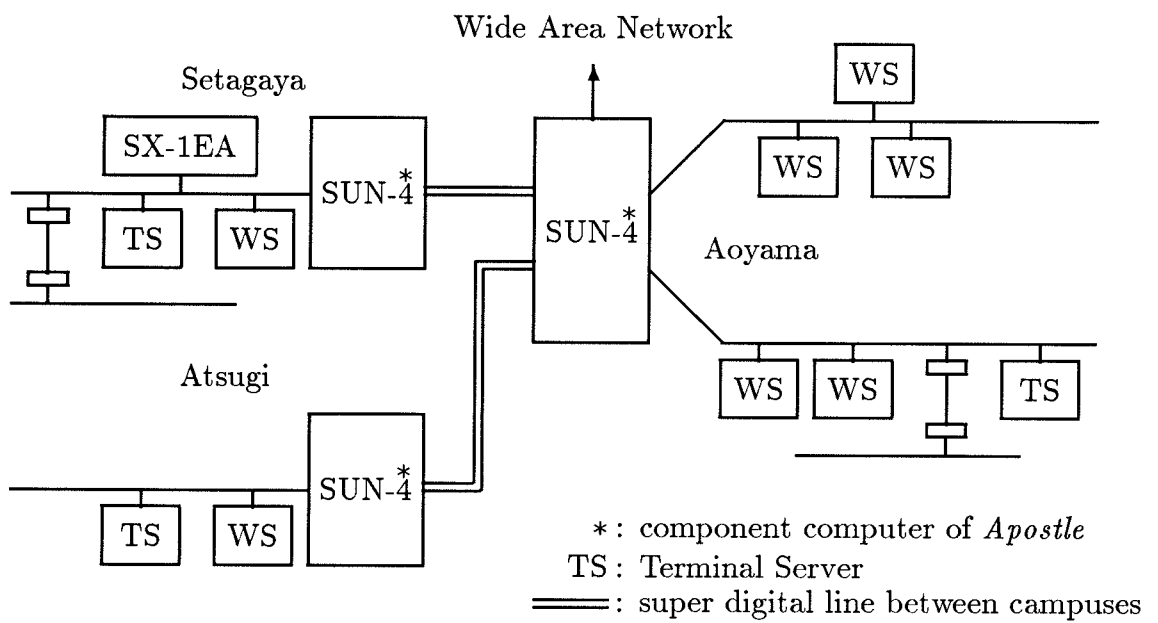 Wide Area Network
WS
Setagaya
SX-1EA
SUN-4*
WS
WS
TS
WS
SUN-4*
Aoyama
Atsugi
WS
WS
TS
SUN-4*
TS
WS
* : component computer of Apostle
TS : Terminal Server
: super digital line between campuses